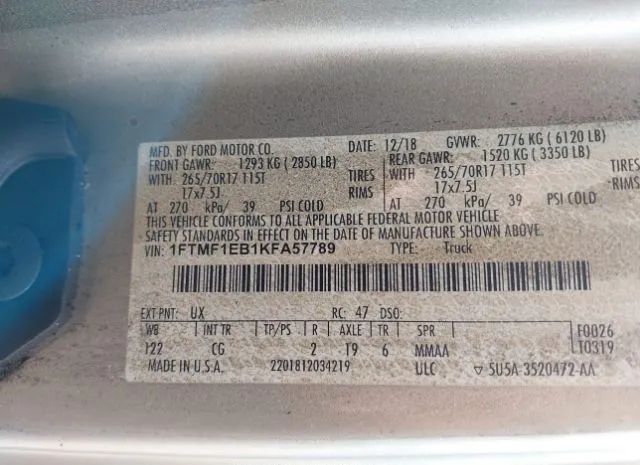 MFD. BY FORD MOTOR CO.
DATE: 12/18 GVWR: 2776 KG ( 6120 LB)
FRONT GAWR: 1293 KG ( 2850 LB) REAR GAWR: 1520 KG ( 3350 LB)
WITH 265/70R17 115T TIRES WITH 265/70R17 115T TIRES
17x7.5J RIMS 17x7.5J RIMS
AT 270 kPa/ 39 PSI COLD AT 270 kPa/ 39 PSI COLD
THIS VEHICLE CONFORMS TO ALL APPLICABLE FEDERAL MOTOR VEHICLE
SAFETY STANDARDS IN EFFECT ON THE DATE OF MANUFACTURE SHOWN ABOVE.
VIN: 1FTMF1EB1KFA57789 TYPE: Truck
EXT PNT: UX RC: 47 DSO:
WB INT TR TP/PS R AXLE TR SPR F0026
122 CG 2 19 6 MMAA T0319
MADE IN U.S.A. 2201812034219 ULC ▽ 5U5A-3520472-AA